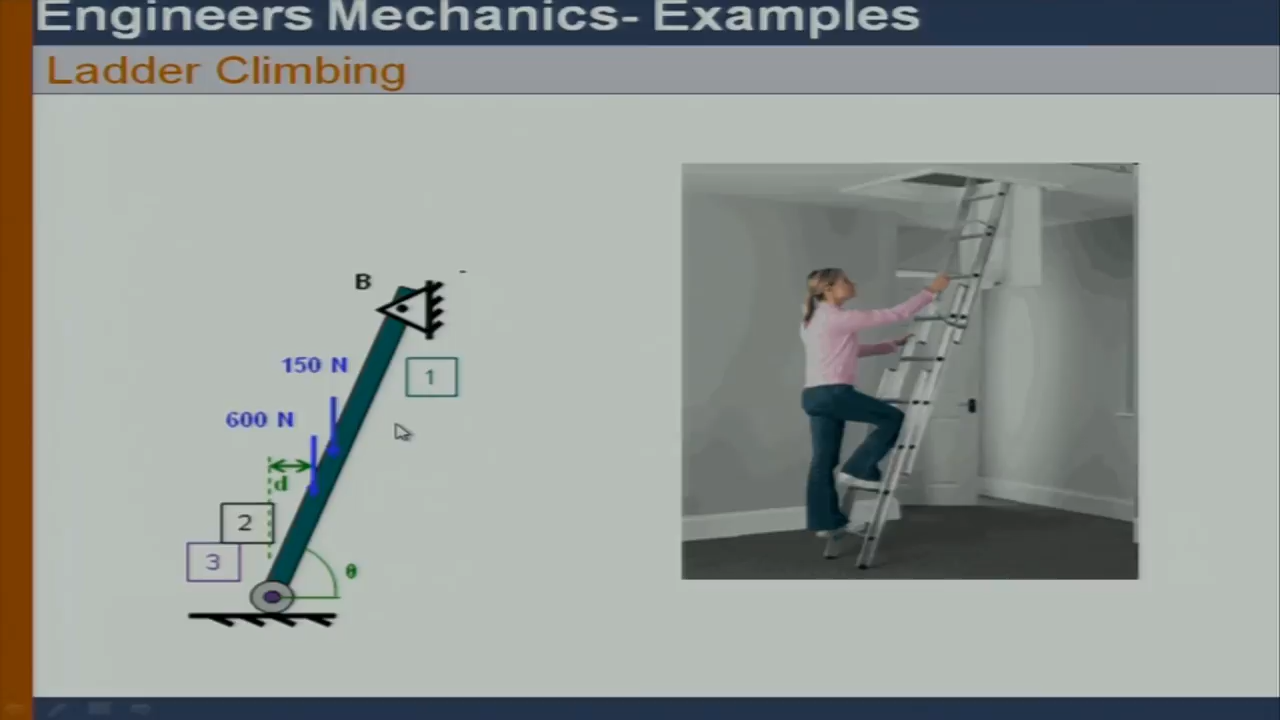 Engineers Mechanics- Examples
Ladder Climbing
B
150 N
1
600 N
d
2
3
θ